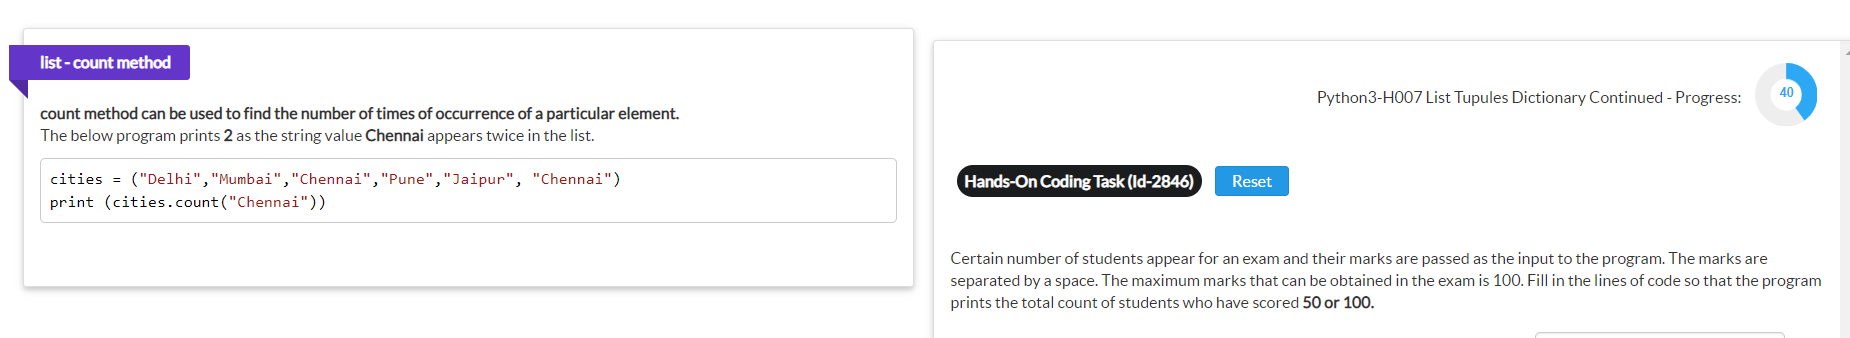 list - count method
count method can be used to find the number of times of occurrence of a particular element.
The below program prints 2 as the string value Chennai appears twice in the list.
cities = ("Delhi","Mumbai","Chennai","Pune","Jaipur", "Chennai")
print (cities.count("Chennai"))
Python3-H007 List Tupules Dictionary Continued - Progress:
40
Hands-On Coding Task (Id-2846)
Reset
Certain number of students appear for an exam and their marks are passed as the input to the program. The marks are
separated by a space. The maximum marks that can be obtained in the exam is 100. Fill in the lines of code so that the program
prints the total count of students who have scored 50 or 100.